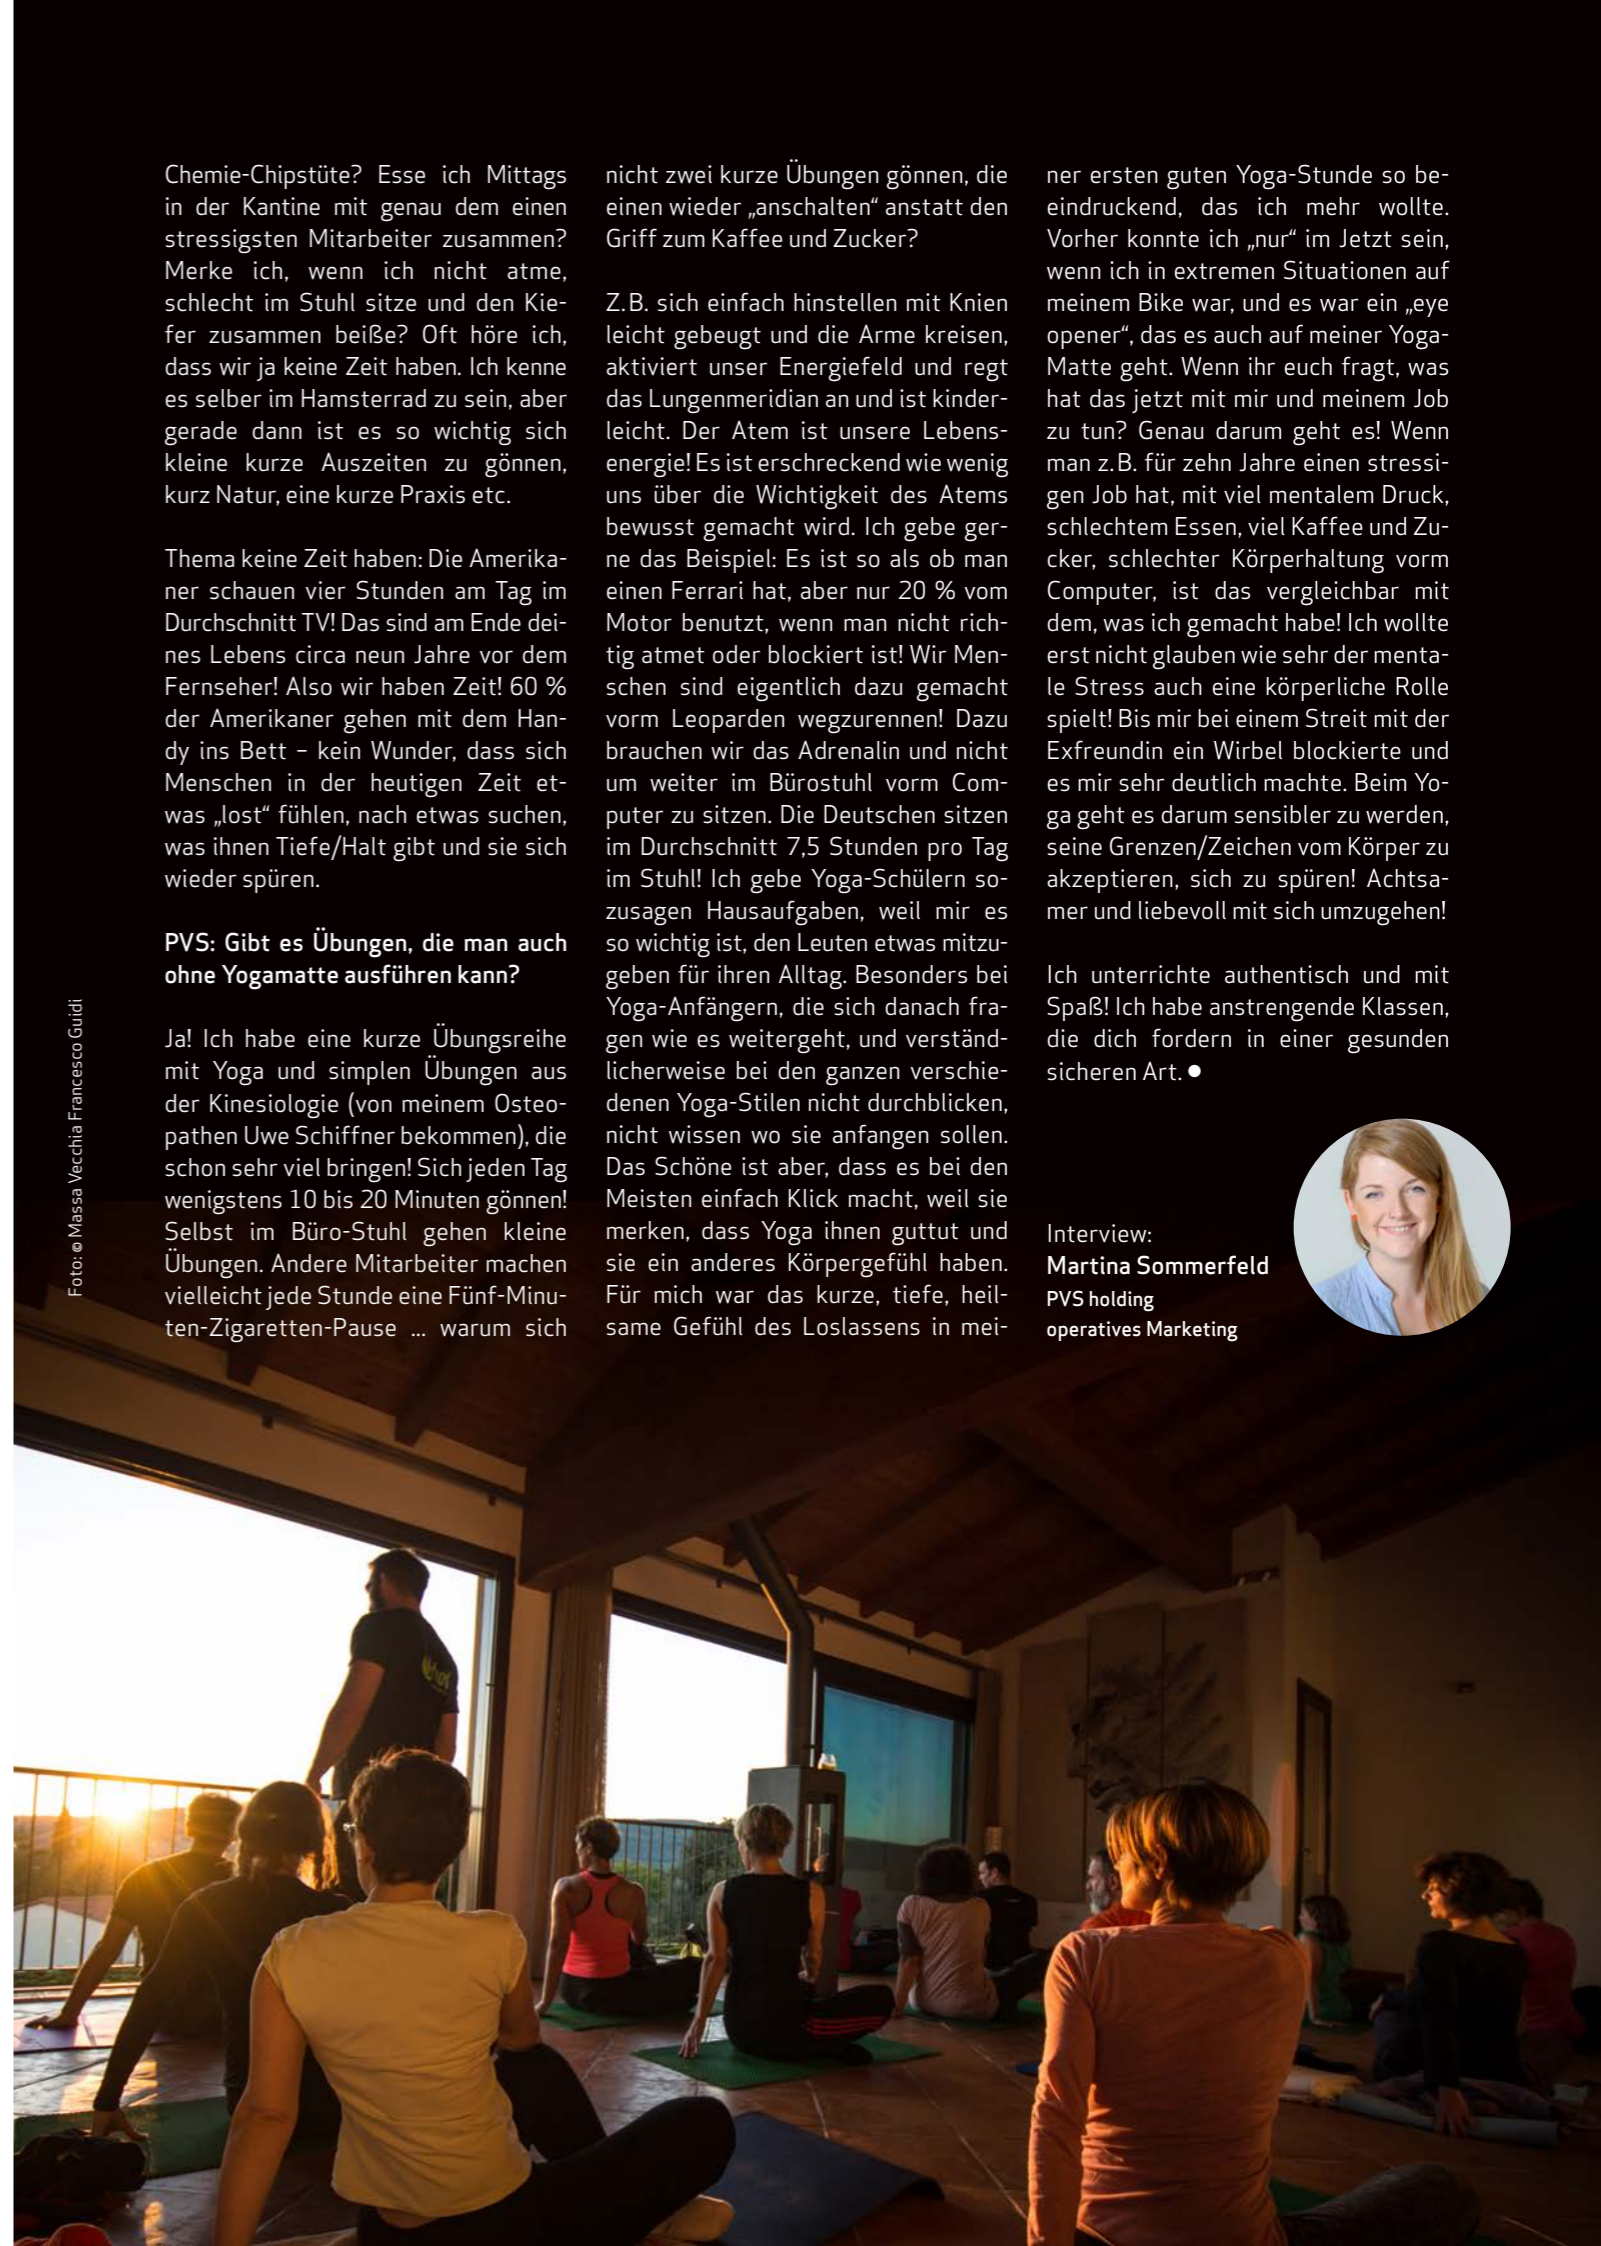 Chemie-Chipstüte? Esse ich Mittags
in der Kantine mit genau dem einen
stressigsten Mitarbeiter zusammen?
Merke ich, wenn ich nicht atme,
schlecht im Stuhl sitze und den Kie-
fer zusammen beiße? Oft höre ich,
dass wir ja keine Zeit haben. Ich kenne
es selber im Hamsterrad zu sein, aber
gerade dann ist es so wichtig sich
kleine kurze Auszeiten zu gönnen,
kurz Natur, eine kurze Praxis etc.
Thema keine Zeit haben: Die Amerika-
ner schauen vier Stunden am Tag im
Durchschnitt TV! Das sind am Ende dei-
nes Lebens circa neun Jahre vor dem
Fernseher! Also wir haben Zeit! 60 %
der Amerikaner gehen mit dem Han-
dy ins Bett – kein Wunder, dass sich
Menschen in der heutigen Zeit et-
was „lost“ fühlen, nach etwas suchen,
was ihnen Tiefe/Halt gibt und sie sich
wieder spüren.
PVS: Gibt es Übungen, die man auch
ohne Yogamatte ausführen kann?
Ja! Ich habe eine kurze Übungsreihe
mit Yoga und simplen Übungen aus
der Kinesiologie (von meinem Osteo-
pathen Uwe Schiffner bekommen), die
schon sehr viel bringen! Sich jeden Tag
wenigstens 10 bis 20 Minuten gönnen!
Selbst im Büro-Stuhl gehen kleine
Übungen. Andere Mitarbeiter machen
vielleicht jede Stunde eine Fünf-Minu-
ten-Zigaretten-Pause ... warum sich
nicht zwei kurze Übungen gönnen, die
einen wieder „anschalten“ anstatt den
Griff zum Kaffee und Zucker?
Z.B. sich einfach hinstellen mit Knien
leicht gebeugt und die Arme kreisen,
aktiviert unser Energiefeld und regt
das Lungenmeridian an und ist kinder-
leicht. Der Atem ist unsere Lebens-
energie! Es ist erschreckend wie wenig
uns über die Wichtigkeit des Atems
bewusst gemacht wird. Ich gebe ger-
ne das Beispiel: Es ist so als ob man
einen Ferrari hat, aber nur 20 % vom
Motor benutzt, wenn man nicht rich-
tig atmet oder blockiert ist! Wir Men-
schen sind eigentlich dazu gemacht
vorm Leoparden wegzurennen! Dazu
brauchen wir das Adrenalin und nicht
um weiter im Bürostuhl vorm Com-
puter zu sitzen. Die Deutschen sitzen
im Durchschnitt 7,5 Stunden pro Tag
im Stuhl! Ich gebe Yoga-Schülern so-
zusagen Hausaufgaben, weil mir es
so wichtig ist, den Leuten etwas mitzu-
geben für ihren Alltag. Besonders bei
Yoga-Anfängern, die sich danach fra-
gen wie es weitergeht, und verständ-
licherweise bei den ganzen verschie-
denen Yoga-Stilen nicht durchblicken,
nicht wissen wo sie anfangen sollen.
Das Schöne ist aber, dass es bei den
Meisten einfach Klick macht, weil sie
merken, dass Yoga ihnen guttut und
sie ein anderes Körpergefühl haben.
Für mich war das kurze, tiefe, heil-
same Gefühl des Loslassens in mei-
ner ersten guten Yoga-Stunde so be-
eindruckend, das ich mehr wollte.
Vorher konnte ich „nur“ im Jetzt sein,
wenn ich in extremen Situationen auf
meinem Bike war, und es war ein „eye
opener“, das es auch auf meiner Yoga-
Matte geht. Wenn ihr euch fragt, was
hat das jetzt mit mir und meinem Job
zu tun? Genau darum geht es! Wenn
man z.B. für zehn Jahre einen stressi-
gen Job hat, mit viel mentalem Druck,
schlechtem Essen, viel Kaffee und Zu-
cker, schlechter Körperhaltung vorm
Computer, ist das vergleichbar mit
dem, was ich gemacht habe! Ich wollte
erst nicht glauben wie sehr der menta-
le Stress auch eine körperliche Rolle
spielt! Bis mir bei einem Streit mit der
Exfreundin ein Wirbel blockierte und
es mir sehr deutlich machte. Beim Yo-
ga geht es darum sensibler zu werden,
seine Grenzen/Zeichen vom Körper zu
akzeptieren, sich zu spüren! Achtsa-
mer und liebevoll mit sich umzugehen!
Ich unterrichte authentisch und mit
Spaß! Ich habe anstrengende Klassen,
die dich fordern in einer gesunden
sicheren Art. ●
Interview:
Martina Sommerfeld
PVS holding
operatives Marketing
Foto: © Massa Vecchia Francesco Guidi